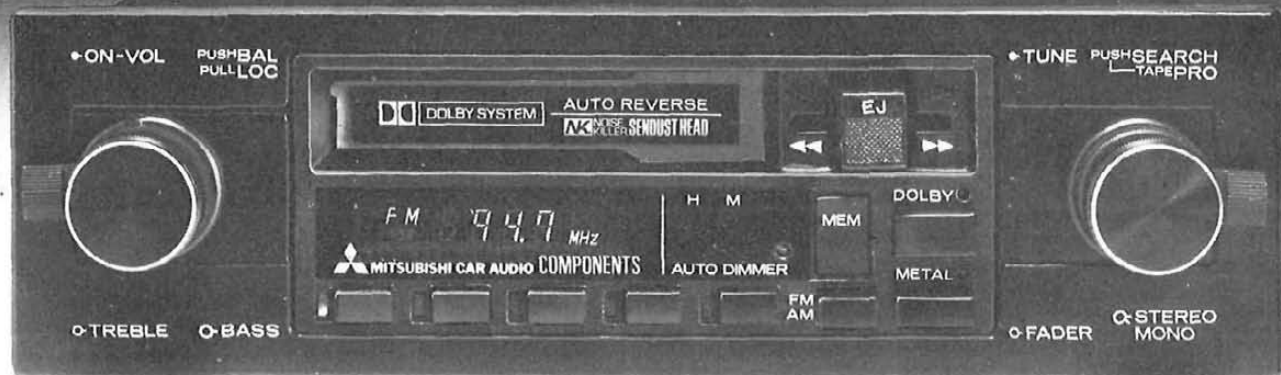 ON-VOL
PUSH BAL
PULL LOC
TUNE
PUSH SEARCH
TAPE PRO
DOLBY SYSTEM
AUTO REVERSE
NK NOISE KILLER SENDUST HEAD
EJ
FM 94.7 MHz
H M
MEM
DOLBY
MITSUBISHI CAR AUDIO COMPONENTS
AUTO DIMMER
METAL
FM
AM
TREBLE
BASS
FADER
STEREO
MONO